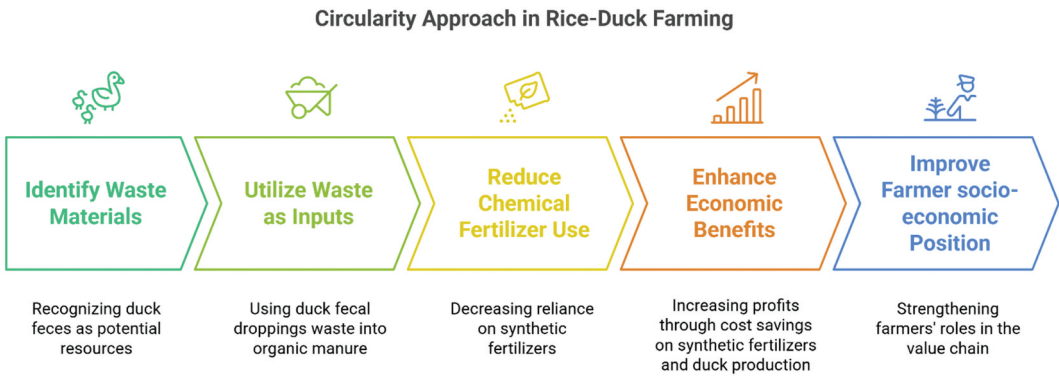 Circularity Approach in Rice-Duck Farming
Identify Waste
Materials
Utilize Waste
as Inputs
Reduce
Chemical
Fertilizer Use
Enhance
Economic
Benefits
Improve
Farmer socio-
economic
Position
Recognizing duck
feces as potential
resources
Using duck fecal
droppings waste into
organic manure
Decreasing reliance
on synthetic
fertilizers
Increasing profits
through cost savings
on synthetic fertilizers
and duck production
Strengthening
farmers' roles in the
value chain